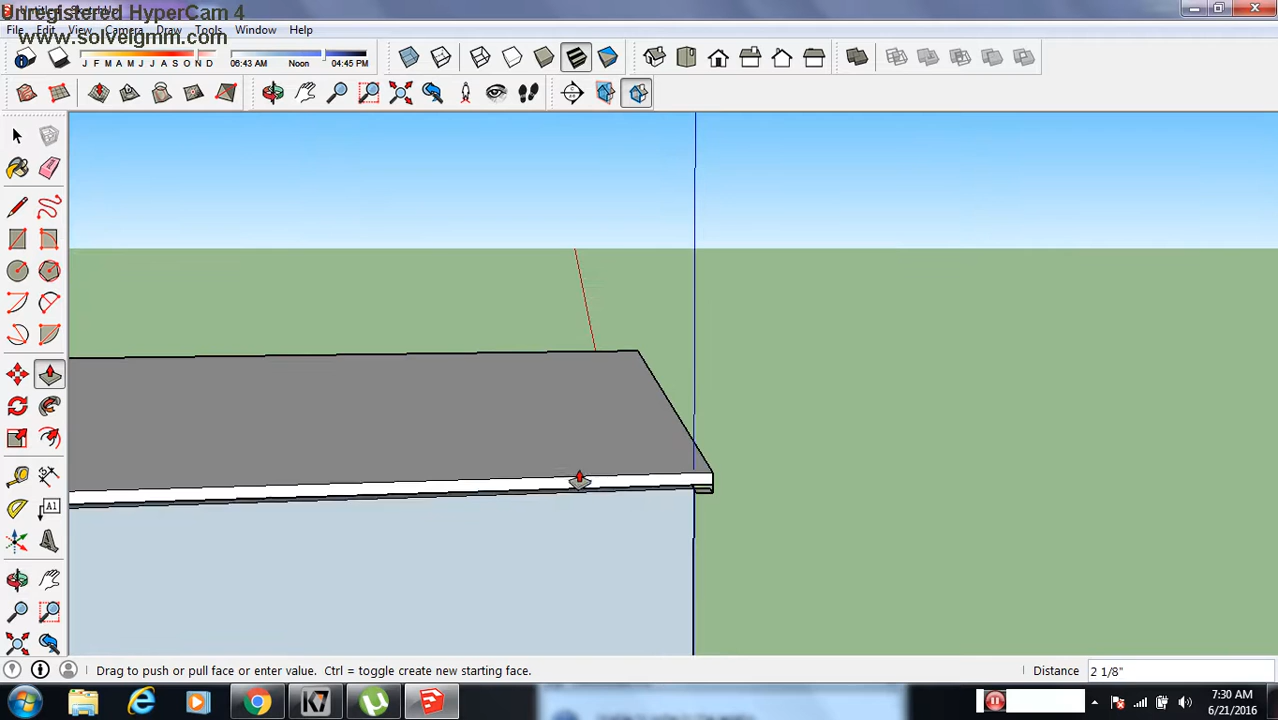 Unregistered HyperCam 4
www.solveigmm.com
File Edit View Camera Draw Tools Window Help
J F M A M J J A S O N D
06:43 AM Noon 04:45 PM
A1
Drag to push or pull face or enter value. Ctrl = toggle create new starting face.
Distance 2 1/8"
7:30 AM
6/21/2016